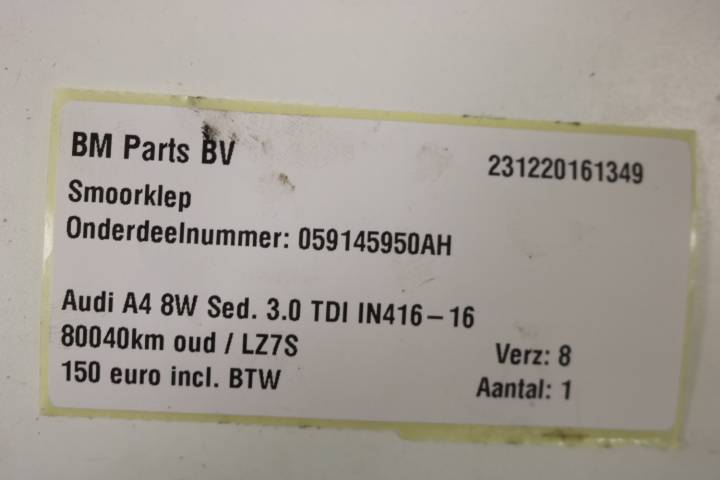 BM Parts BV 231220161349
Smoorklep
Onderdeelnummer: 059145950AH
Audi A4 8W Sed. 3.0 TDI IN416-16
80040km oud / LZ7S Verz: 8
150 euro incl. BTW Aantal: 1